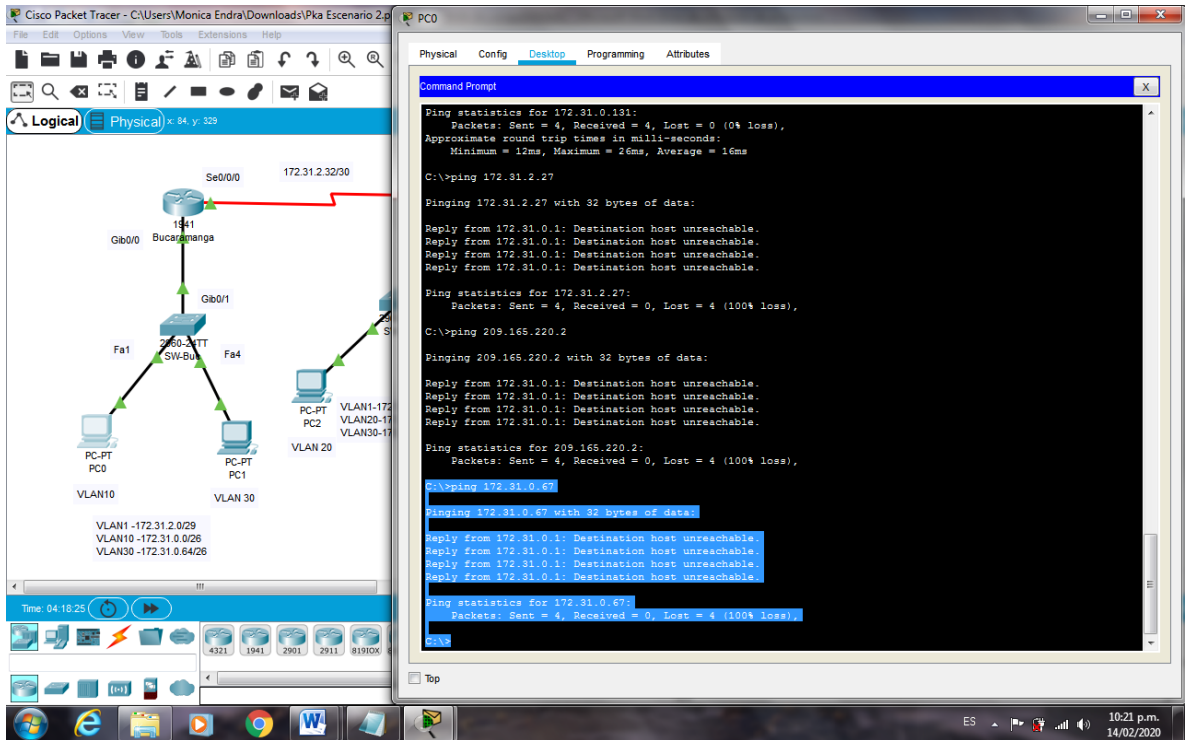 Cisco Packet Tracer - C:\Users\Monica Endra\Downloads\Pka Escenario 2.p
File Edit Options View Tools Extensions Help
Logical
Physical
x: 84, y: 329
Se0/0/0
172.31.2.32/30
1941
Bucaramanga
Gib0/0
Gib0/1
2960-24TT
SW-Buc
Fa1
Fa4
PC-PT
PC0
VLAN10
PC-PT
PC1
VLAN 30
PC-PT
PC2
VLAN 20
VLAN1-172
VLAN20-17
VLAN30-17
VLAN1 -172.31.2.0/29
VLAN10 -172.31.0.0/26
VLAN30 -172.31.0.64/26
Time: 04:18:25
4321 1941 2901 2911 819IOX
PC0
Physical Config Desktop Programming Attributes
Command Prompt
X
Ping statistics for 172.31.0.131:
Packets: Sent = 4, Received = 4, Lost = 0 (0% loss),
Approximate round trip times in milli-seconds:
Minimum = 12ms, Maximum = 26ms, Average = 16ms
C:\>ping 172.31.2.27
Pinging 172.31.2.27 with 32 bytes of data:
Reply from 172.31.0.1: Destination host unreachable.
Reply from 172.31.0.1: Destination host unreachable.
Reply from 172.31.0.1: Destination host unreachable.
Reply from 172.31.0.1: Destination host unreachable.
Ping statistics for 172.31.2.27:
Packets: Sent = 4, Received = 0, Lost = 4 (100% loss),
C:\>ping 209.165.220.2
Pinging 209.165.220.2 with 32 bytes of data:
Reply from 172.31.0.1: Destination host unreachable.
Reply from 172.31.0.1: Destination host unreachable.
Reply from 172.31.0.1: Destination host unreachable.
Reply from 172.31.0.1: Destination host unreachable.
Ping statistics for 209.165.220.2:
Packets: Sent = 4, Received = 0, Lost = 4 (100% loss),
C:\>ping 172.31.0.67
Pinging 172.31.0.67 with 32 bytes of data:
Reply from 172.31.0.1: Destination host unreachable.
Reply from 172.31.0.1: Destination host unreachable.
Reply from 172.31.0.1: Destination host unreachable.
Reply from 172.31.0.1: Destination host unreachable.
Ping statistics for 172.31.0.67:
Packets: Sent = 4, Received = 0, Lost = 4 (100% loss),
C:\>
Top
ES
10:21 p.m.
14/02/2020